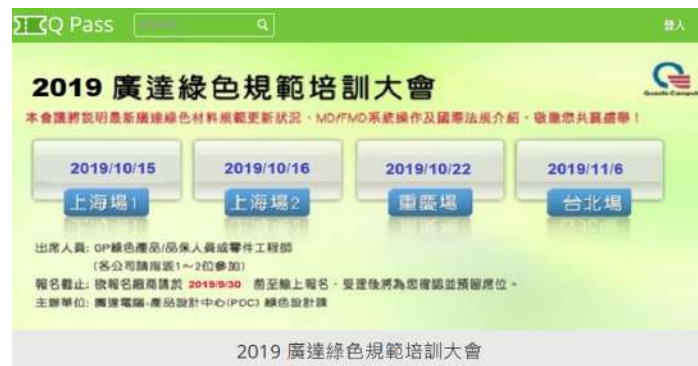 Q Pass
登入
2019 廣達綠色規範培訓大會
Quanta Computer
本會議將說明最新廣達綠色材料規範更新狀況、MD/FMD系統操作及國際法規介紹,敬邀您共襄盛舉!
2019/10/15
2019/10/16
2019/10/22
2019/11/6
上海場1
上海場2
重慶場
台北場
出席人員: GP綠色產品/品保人員或零件工程師
(各公司請指派1~2位參加)
報名截止: 欲報名廠商請於 2019/9/30 前至線上報名,受理後將為您確認並預留席位。
主辦單位: 廣達電腦-產品設計中心(PDC) 綠色設計課
2019 廣達綠色規範培訓大會